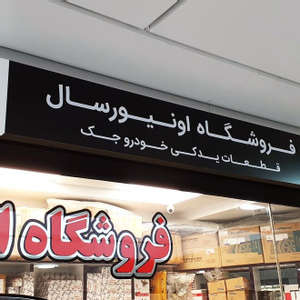 فروشگاه اونیورسال
قطعات یدکی خودرو جک
فروشگاه ا